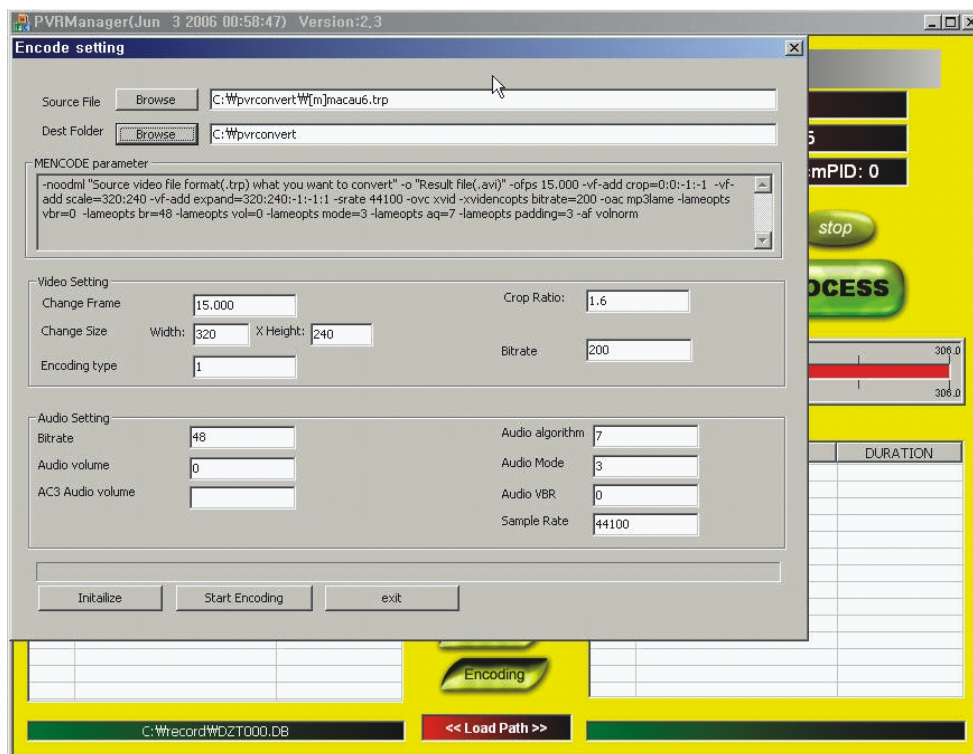 PVRManager(Jun 3 2006 00:58:47) Version:2,3
Encode setting
Source File Browse C:₩pvrconvert₩[m]macau6.trp
Dest Folder Browse C:₩pvrconvert
MENCODE parameter
-noodml "Source video file format(.trp) what you want to convert" -o "Result file(.avi)" -ofps 15.000 -vf-add crop=0:0:-1:-1 -vf-
add scale=320:240 -vf-add expand=320:240:-1:-1:1 -srate 44100 -ovc xvid -xvidencopts bitrate=200 -oac mp3lame -lameopts
vbr=0 -lameopts br=48 -lameopts vol=0 -lameopts mode=3 -lameopts aq=7 -lameopts padding=3 -af volnorm
Video Setting
Change Frame 15.000 Crop Ratio: 1.6
Change Size Width: 320 X Height: 240
Bitrate 200
Encoding type 1
Audio Setting
Bitrate 48 Audio algorithm 7
Audio volume 0 Audio Mode 3
AC3 Audio volume Audio VBR 0
Sample Rate 44100
Initailize Start Encoding exit
mPID: 0
stop
OCESS
306.0
306.0
DURATION
Encoding
C:₩record₩DZT000.DB << Load Path >>